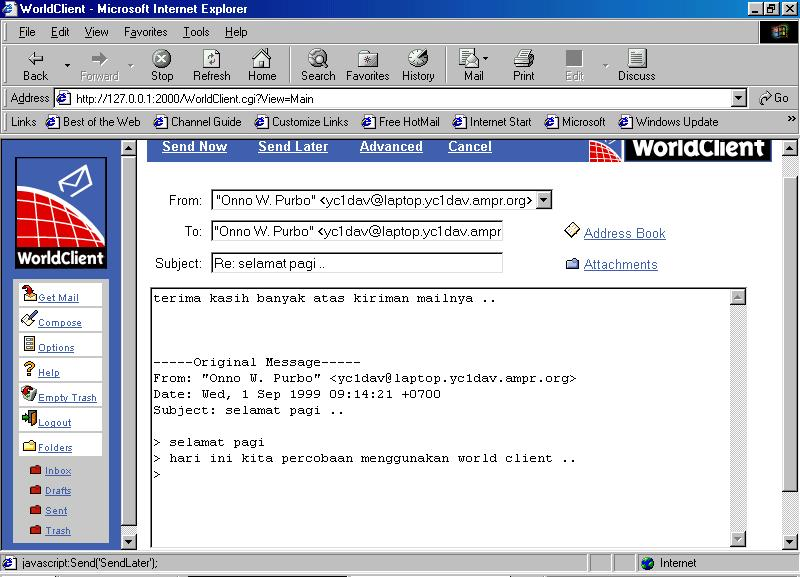 WorldClient - Microsoft Internet Explorer
File Edit View Favorites Tools Help
Back Forward Stop Refresh Home Search Favorites History Mail Print Edit Discuss
Address http://127.0.0.1:2000/WorldClient.cgi?View=Main Go
Links Best of the Web Channel Guide Customize Links Free HotMail Internet Start Microsoft Windows Update »
Send Now Send Later Advanced Cancel WorldClient
WorldClient
Get Mail
Compose
Options
Help
Empty Trash
Logout
Folders
Inbox
Drafts
Sent
Trash
From: "Onno W. Purbo" <yc1dav@laptop.yc1dav.ampr.org>
To: "Onno W. Purbo" <yc1dav@laptop.yc1dav.ampr Address Book
Subject: Re: selamat pagi .. Attachments
terima kasih banyak atas kiriman mailnya ..
-----Original Message-----
From: "Onno W. Purbo" <yc1dav@laptop.yc1dav.ampr.org>
Date: Wed, 1 Sep 1999 09:14:21 +0700
Subject: selamat pagi ..
> selamat pagi
> hari ini kita percobaan menggunakan world client ..
>
javascript:Send('SendLater'); Internet